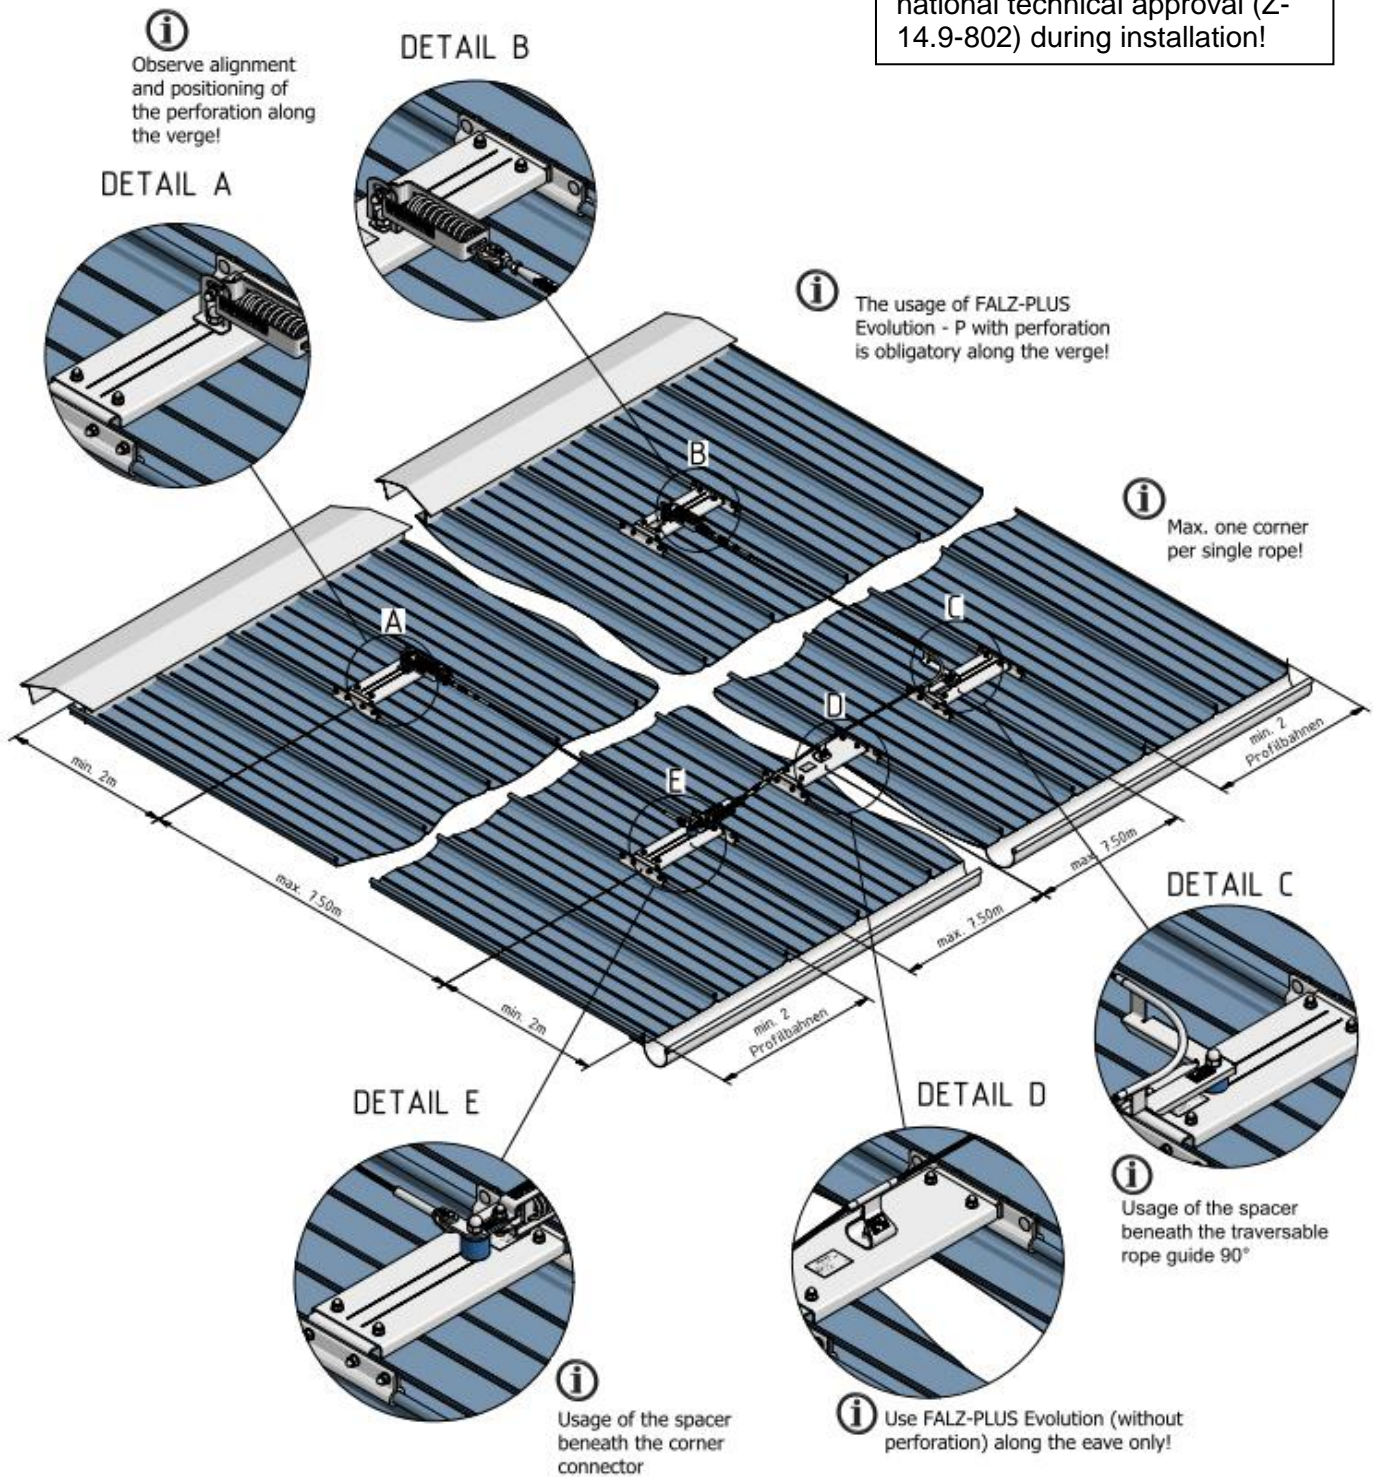 national technical approval (Z-
14.9-802) during installation!
Observe alignment
and positioning of
the perforation along
the verge!
DETAIL B
DETAIL A
The usage of FALZ-PLUS
Evolution - P with perforation
is obligatory along the verge!
B
Max. one corner
per single rope!
A
C
D
E
min. 2m
max. 7.50m
min. 2m
min. 2
Profilbahnen
max. 7.50m
max. 7.50m
min. 2
Profilbahnen
DETAIL C
DETAIL E
DETAIL D
Usage of the spacer
beneath the traversable
rope guide 90°
Usage of the spacer
beneath the corner
connector
Use FALZ-PLUS Evolution (without
perforation) along the eave only!